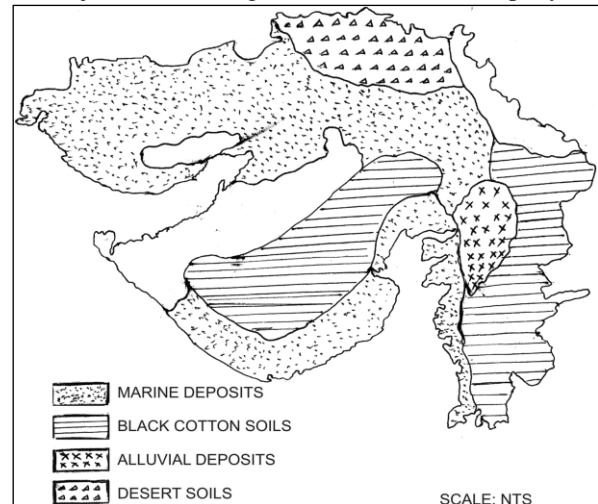 MARINE DEPOSITS
BLACK COTTON SOILS
ALLUVIAL DEPOSITS
DESERT SOILS
SCALE: NTS